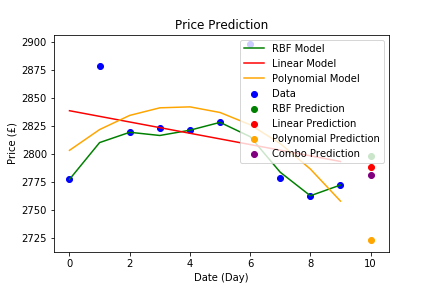 Price Prediction
Price (£)
2900
2875
2850
2825
2800
2775
2750
2725
RBF Model
Linear Model
Polynomial Model
Data
RBF Prediction
Linear Prediction
Polynomial Prediction
Combo Prediction
0
2
4
6
8
10
Date (Day)